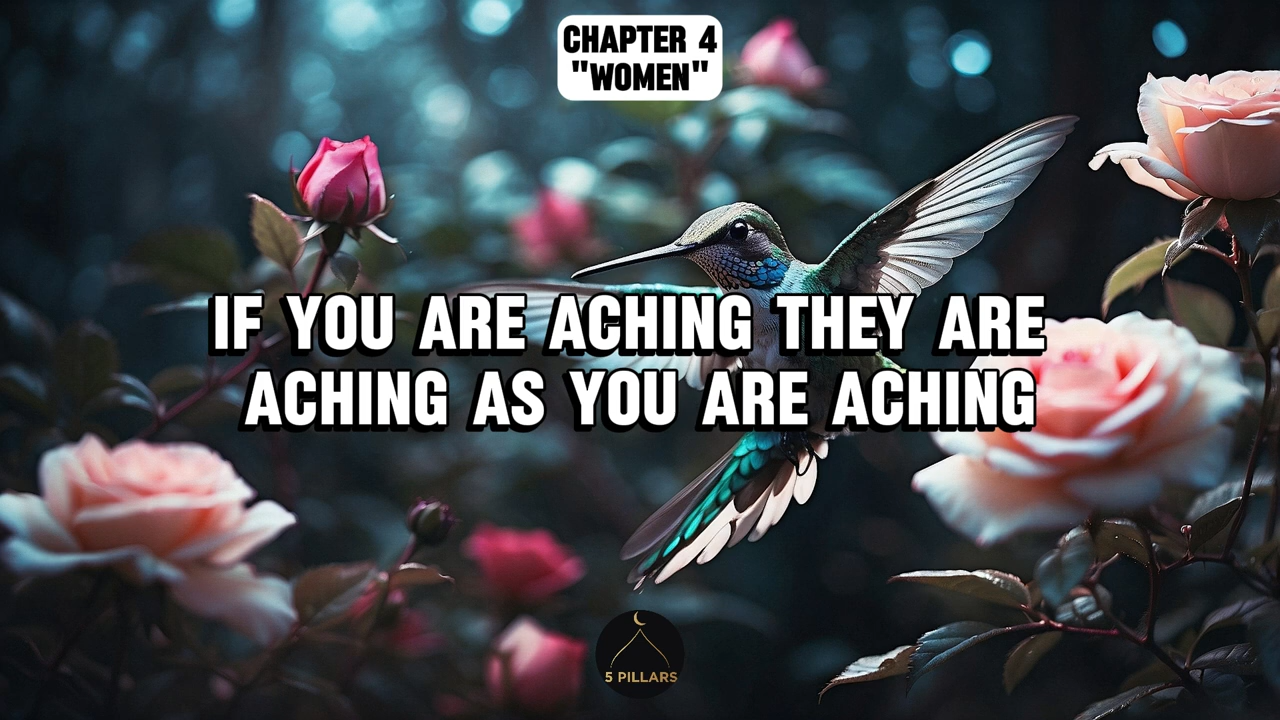 CHAPTER 4
"WOMEN"
IF YOU ARE ACHING THEY ARE
ACHING AS YOU ARE ACHING
5 PILLARS